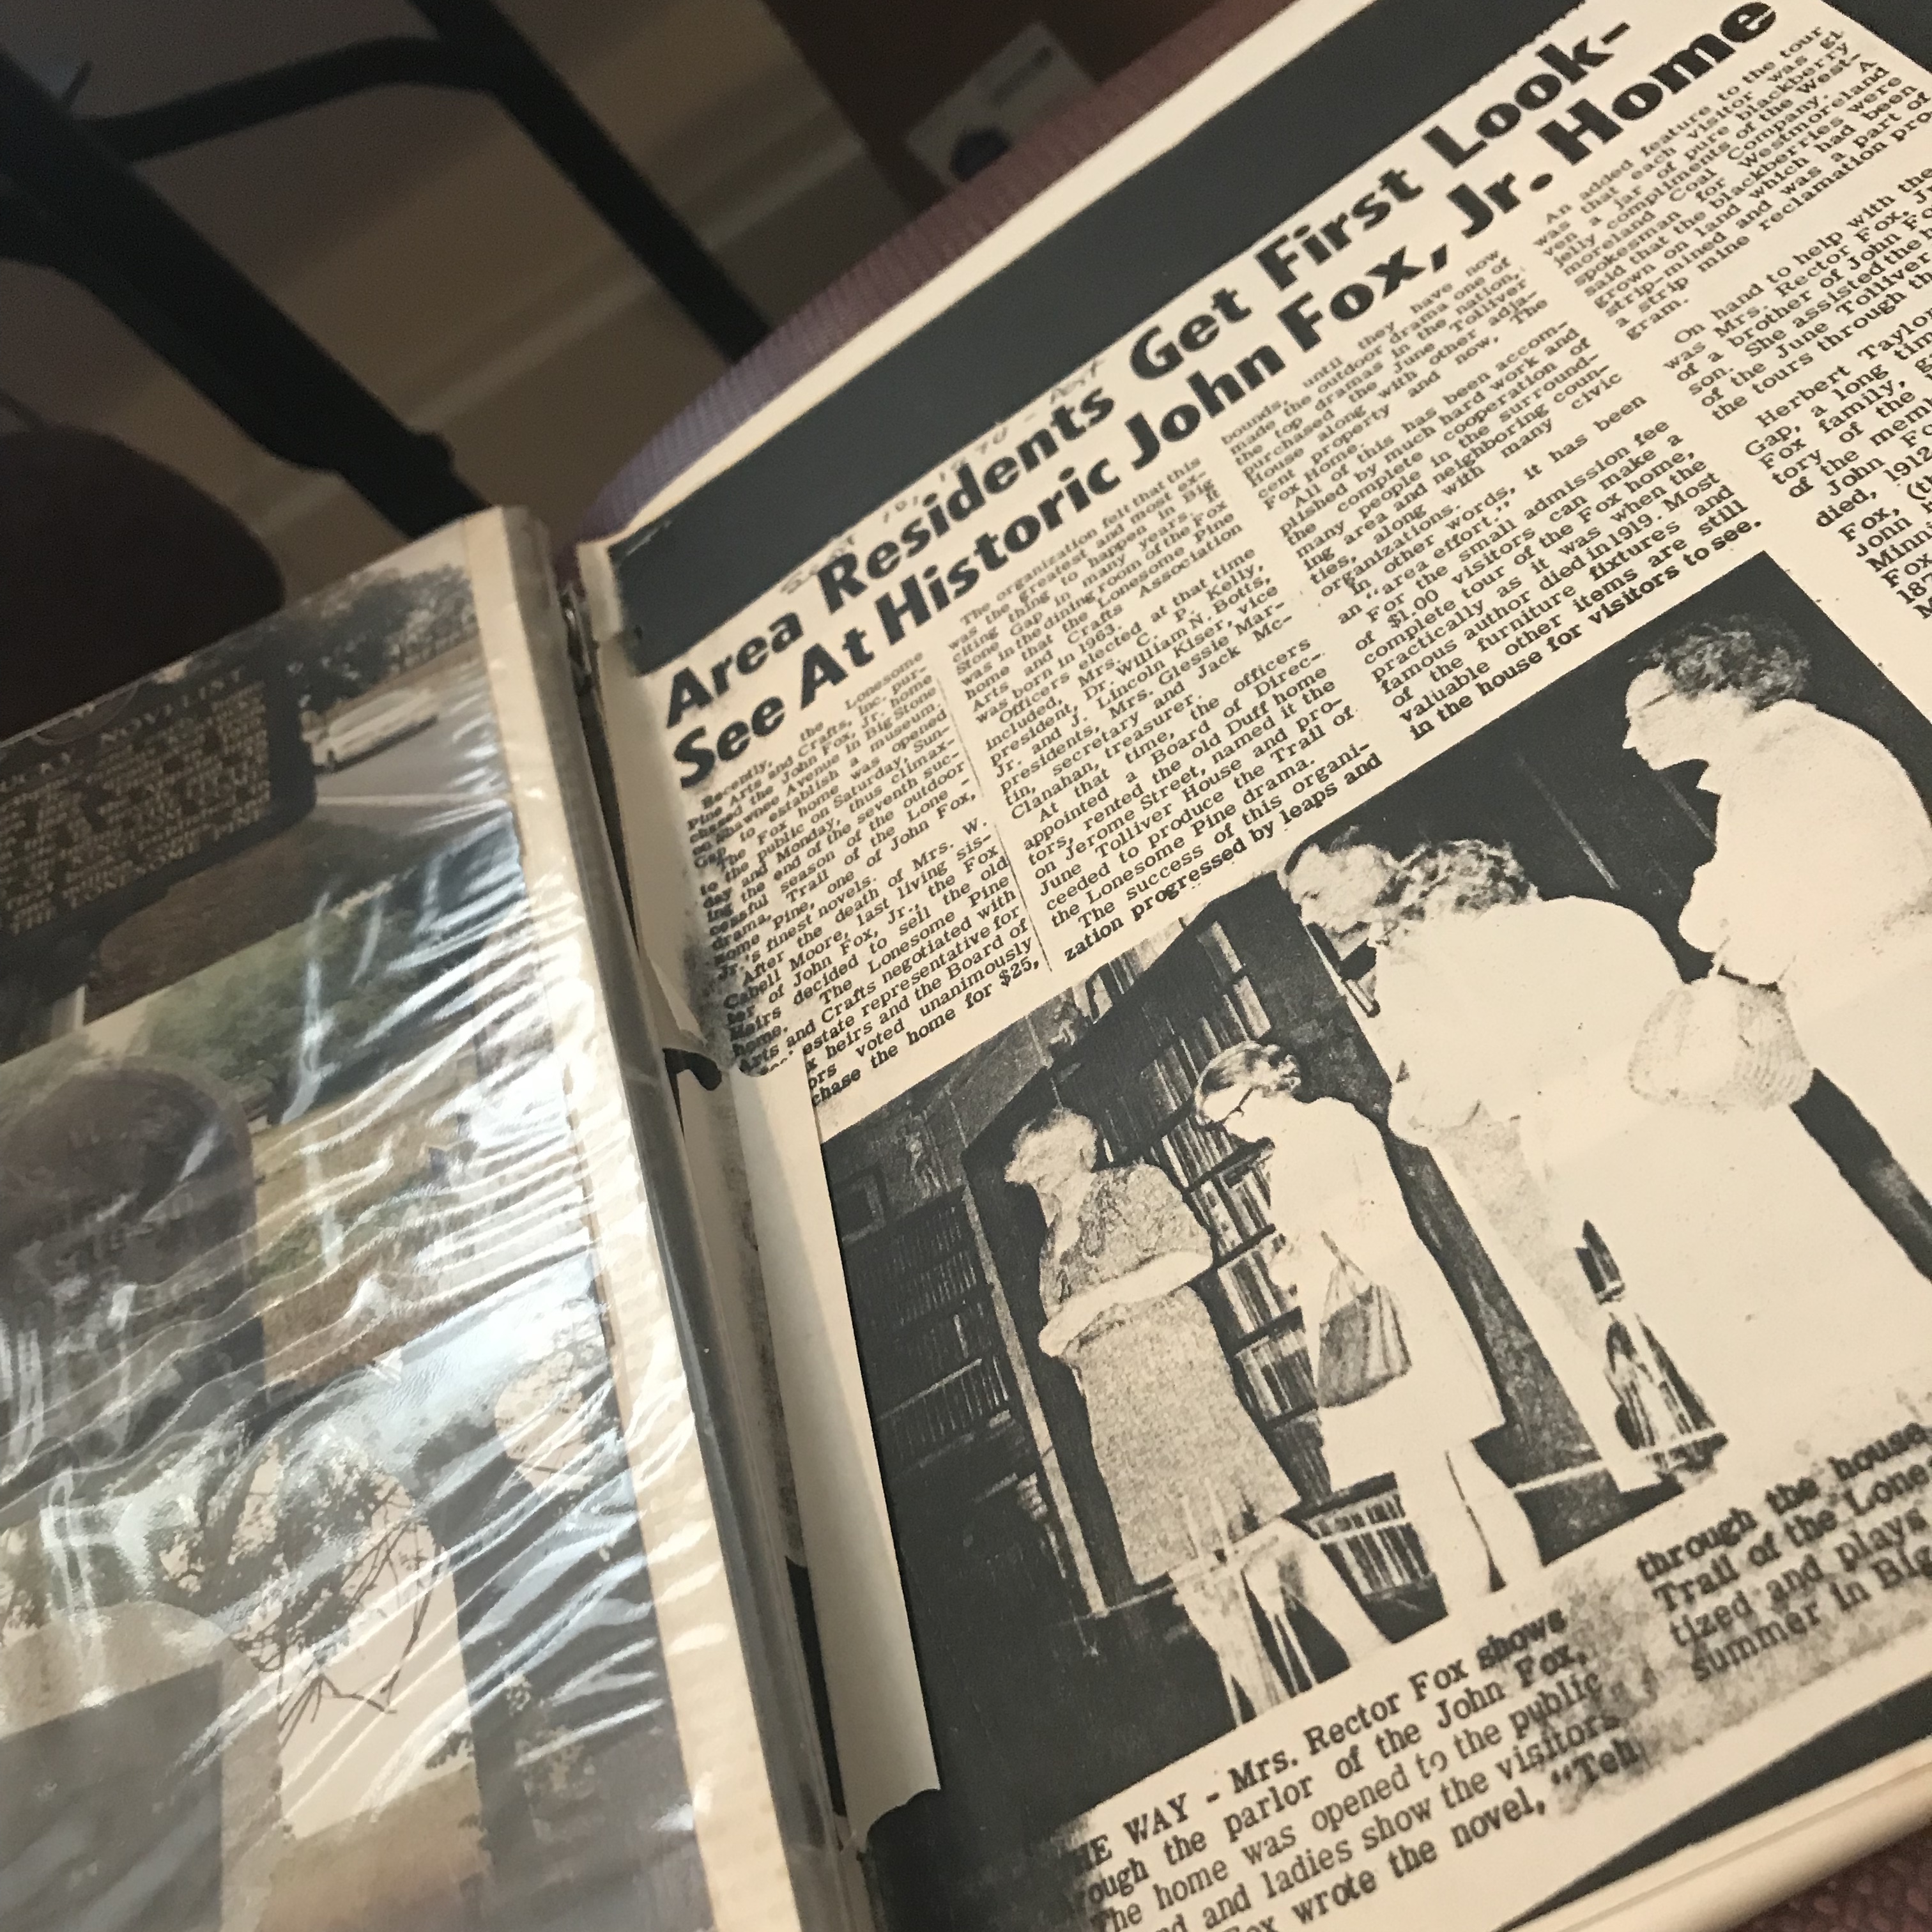 Area Residents Get First Look-
See At Historic John Fox, Jr. Home
Recently, the Lonesome
Pine Arts and Crafts, Inc. pur-
chased the John Fox, Jr. home
on Shawnee Avenue in Big Stone
Gap to establish a museum.
The Fox home was opened
to the public on Saturday, Sun-
day and Monday, thus climax-
ing the end of the seventh suc-
cessful season of the outdoor
drama, Trail of the Lone-
some Pine, one of John Fox,
Jr.'s finest novels.
After the death of Mrs. W.
Cabell Moore, last living sis-
ter of John Fox, Jr., the Fox
Heirs decided to sell the old
home. The Lonesome Pine
Arts and Crafts negotiated with
estate representative for
heirs and the Board of
ors voted unanimously
chase the home for $25,
The organization felt that this
was the greatest and most ex-
citing thing to happen in Big
Stone Gap in many years. It
was in the dining room of the Fox
home that the Lonesome Pine
Arts and Crafts Association
was born in 1963.
Officers elected at that time
included, Mrs. C. P. Kelly,
president, Dr. William N. Botts,
Jr. and J. Lincoln Kiser, vice
presidents, Mrs. Glessie Mar-
tin, secretary and Jack Mc-
Clanahan, treasurer.
At that time, the officers
appointed a Board of Direc-
tors, rented the old Duff home
on Jerome Street, named it the
June Tolliver House and pro-
ceeded to produce the Trail of
the Lonesome Pine drama.
The success of this organi-
zation progressed by leaps and
bounds, until they have now
made the outdoor drama one of
the top dramas in the nation,
purchased the June Tolliver
House along with other adja-
cent property and now, The
Fox Home.
All of this has been accom-
plished by much hard work and
the complete cooperation of
many people in the surround-
ing area and neighboring coun-
ties, along with many civic
organizations.
In other words, it has been
an "area effort."
For the small admission fee
of $1.00 visitors can make a
complete tour of the Fox home,
practically as it was when the
famous author died in 1919. Most
of the furniture, fixtures and
valuable other items are still
in the house for visitors to see.
An added feature to the tour
was that each visitor was gi-
ven a jar of pure blackberry
jelly compliments of the West-
moreland Coal Company. A
spokesman for Westmoreland
said that the blackberries were
grown on land which had been
strip-mined and was a part of
a strip mine reclamation pro-
gram.
On hand to help with the
was Mrs. Rector Fox,
of a brother of John Fo
son. She assisted the
of the June Tolliver
the tours through th
Herbert Taylor
Gap, a long tim
Fox family, g
tory of the
of the memb
John Fo
died, 1912
Fox, (th
John
Minni
Fox
187
HE WAY - Mrs. Rector Fox shows
rough the parlor of the John Fox,
The home was opened to the public
and ladies show the visitors
Fox wrote the novel, "Teh
through the house
Trail of the Lone
tized and plays
summer in Big
NOVELIST